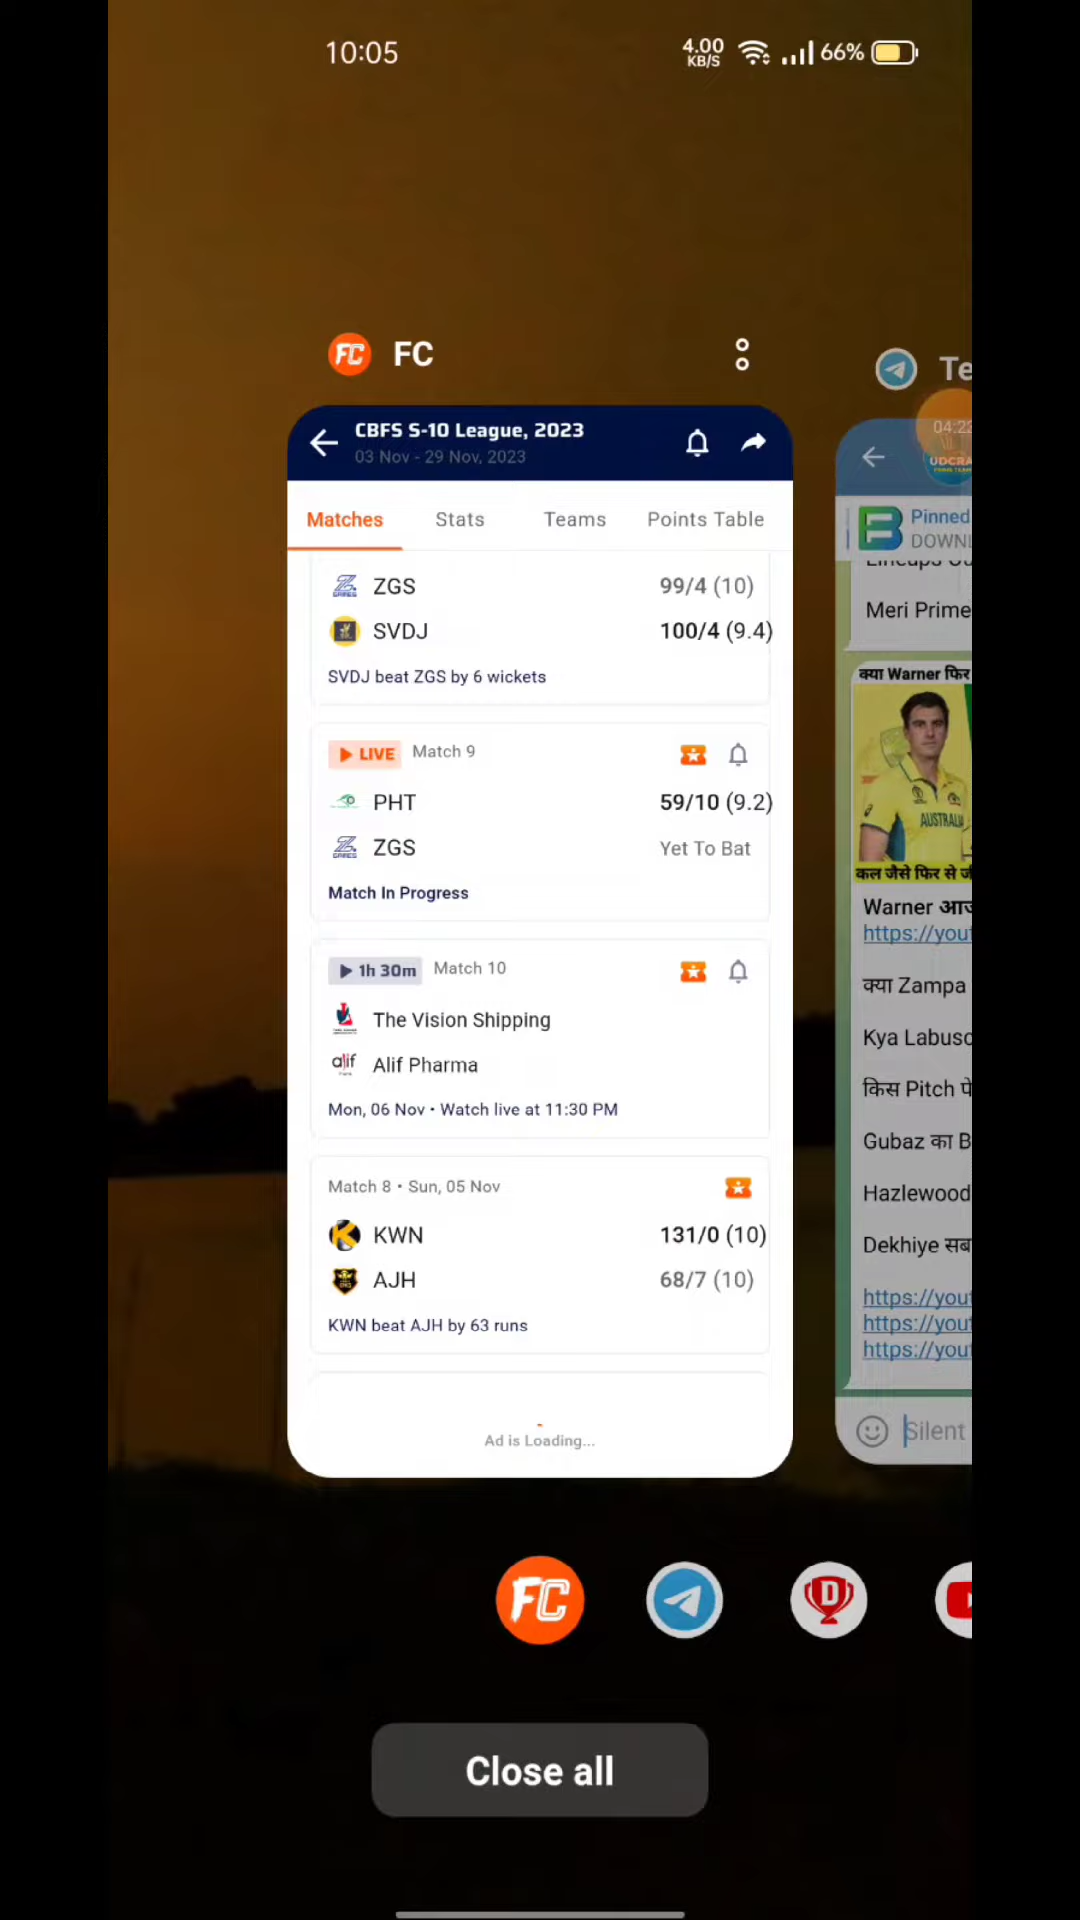 10:05
4.00
KB/S
66%
FC
CBFS S-10 League, 2023
03 Nov - 29 Nov, 2023
Matches
Stats
Teams
Points Table
ZGS
99/4 (10)
SVDJ
100/4 (9.4)
SVDJ beat ZGS by 6 wickets
LIVE
Match 9
PHT
59/10 (9.2)
ZGS
Yet To Bat
Match In Progress
1h 30m
Match 10
The Vision Shipping
alif
Alif Pharma
Mon, 06 Nov • Watch live at 11:30 PM
Match 8 • Sun, 05 Nov
KWN
131/0 (10)
AJH
68/7 (10)
KWN beat AJH by 63 runs
Ad is Loading...
Te
04:22
Pinned
DOWNL
Meri Prime
क्या Warner फिर
AUSTRALIA
कल जैसे फिर से
Warner
https://you
क्या Zampa
Kya Labusc
किस Pitch पे
Gubaz का B
Hazlewood
Dekhiye सब
https://you
https://you
https://you
Silent
FC
D
Close all